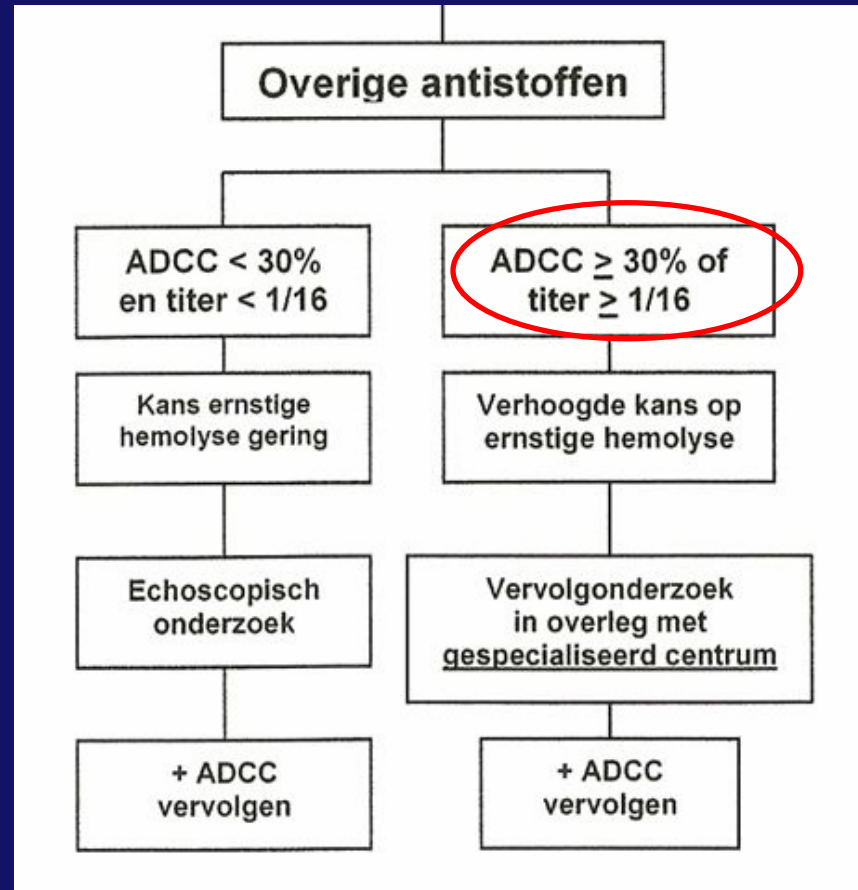 Overige antistoffen
ADCC < 30%
en titer < 1/16
ADCC ≥ 30% of
titer ≥ 1/16
Kans ernstige
hemolyse gering
Verhoogde kans op
ernstige hemolyse
Echoscopisch
onderzoek
Vervolgonderzoek
in overleg met
gespecialiseerd centrum
+ ADCC
vervolgen
+ ADCC
vervolgen